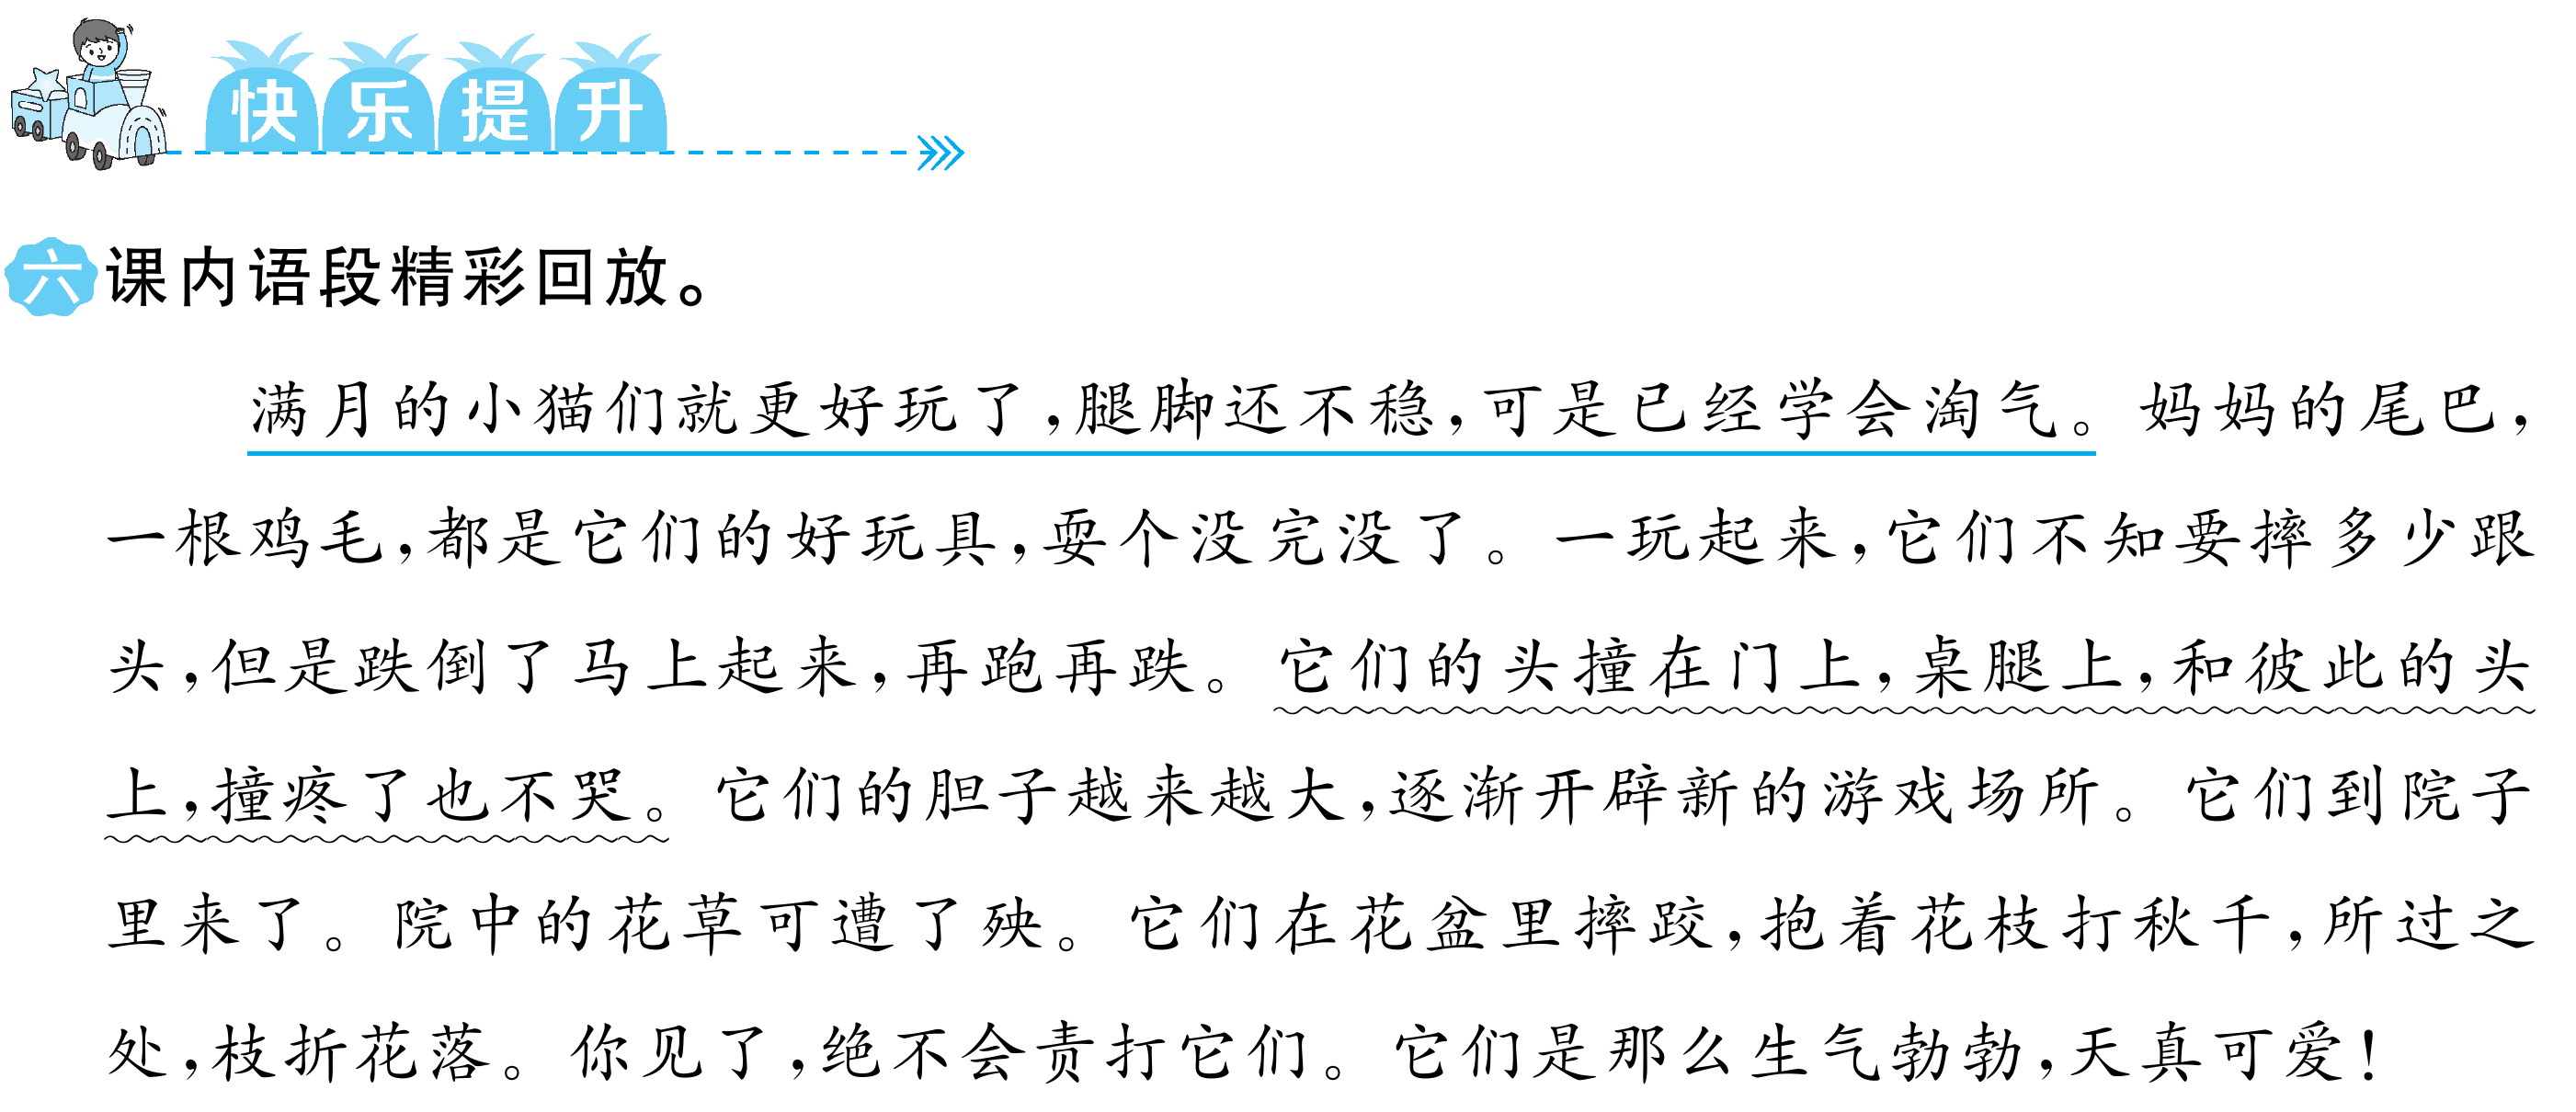 快乐提升
六 课内语段精彩回放。
满月的小猫们就更好玩了,腿脚还不稳,可是已经学会淘气。妈妈的尾巴,
一根鸡毛,都是它们的好玩具,耍个没完没了。一玩起来,它们不知要摔多少跟
头,但是跌倒了马上起来,再跑再跌。它们的头撞在门上,桌腿上,和彼此的头
上,撞疼了也不哭。它们的胆子越来越大,逐渐开辟新的游戏场所。它们到院子
里来了。院中的花草可遭了殃。它们在花盆里摔跤,抱着花枝打秋千,所过之
处,枝折花落。你见了,绝不会责打它们。它们是那么生气勃勃,天真可爱!